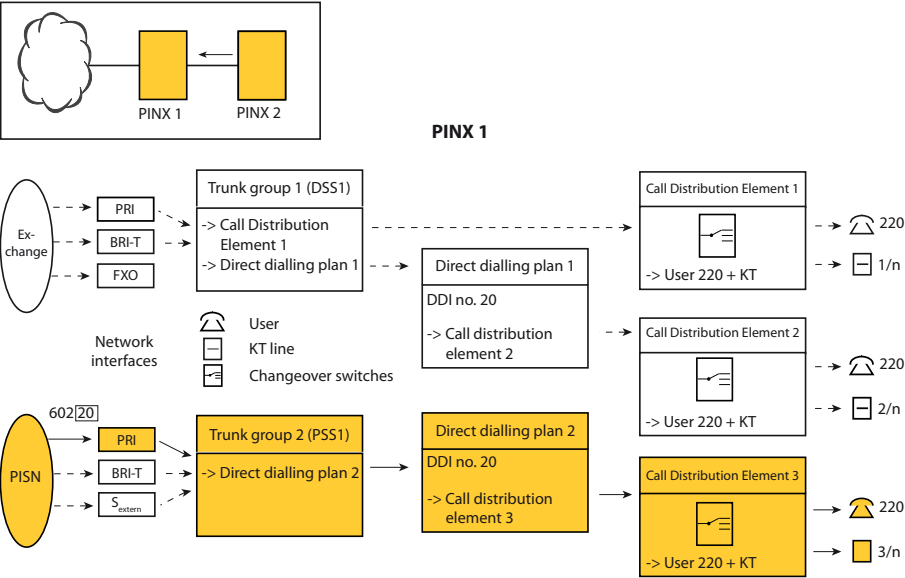 PINX 1
PINX 2
PINX 1
Trunk group 1 (DSS1)
-> Call Distribution
Element 1
-> Direct dialling plan 1
Ex-
change
PRI
BRI-T
FXO
Call Distribution Element 1
-> User 220 + KT
220
1/n
Direct dialling plan 1
DDI no. 20
-> Call distribution
element 2
Network
interfaces
User
KT line
Changeover switches
Call Distribution Element 2
-> User 220 + KT
220
2/n
60220
PISN
PRI
BRI-T
Sextern
Trunk group 2 (PSS1)
-> Direct dialling plan 2
Direct dialling plan 2
DDI no. 20
-> Call distribution
element 3
Call Distribution Element 3
-> User 220 + KT
220
3/n